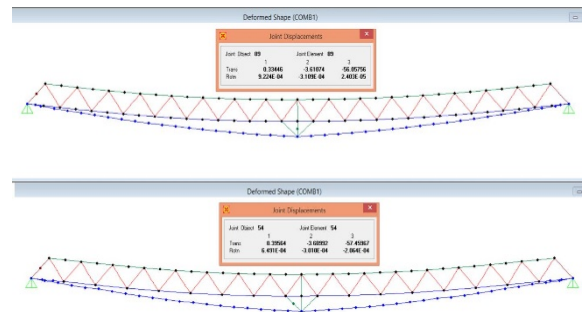 Deformed Shape (COMB1)
Joint Displacements
Joint Object 89 Joint Element 89
1 2 3
Trans 0.33446 -3.61074 -56.05756
Rotn 9.224E-04 -3.189E-04 2.403E-05
Deformed Shape (COMB1)
Joint Displacements
Joint Object 54 Joint Element 54
1 2 3
Trans 0.39564 -3.60992 -57.45967
Rotn 6.491E-04 -3.010E-04 -2.064E-04